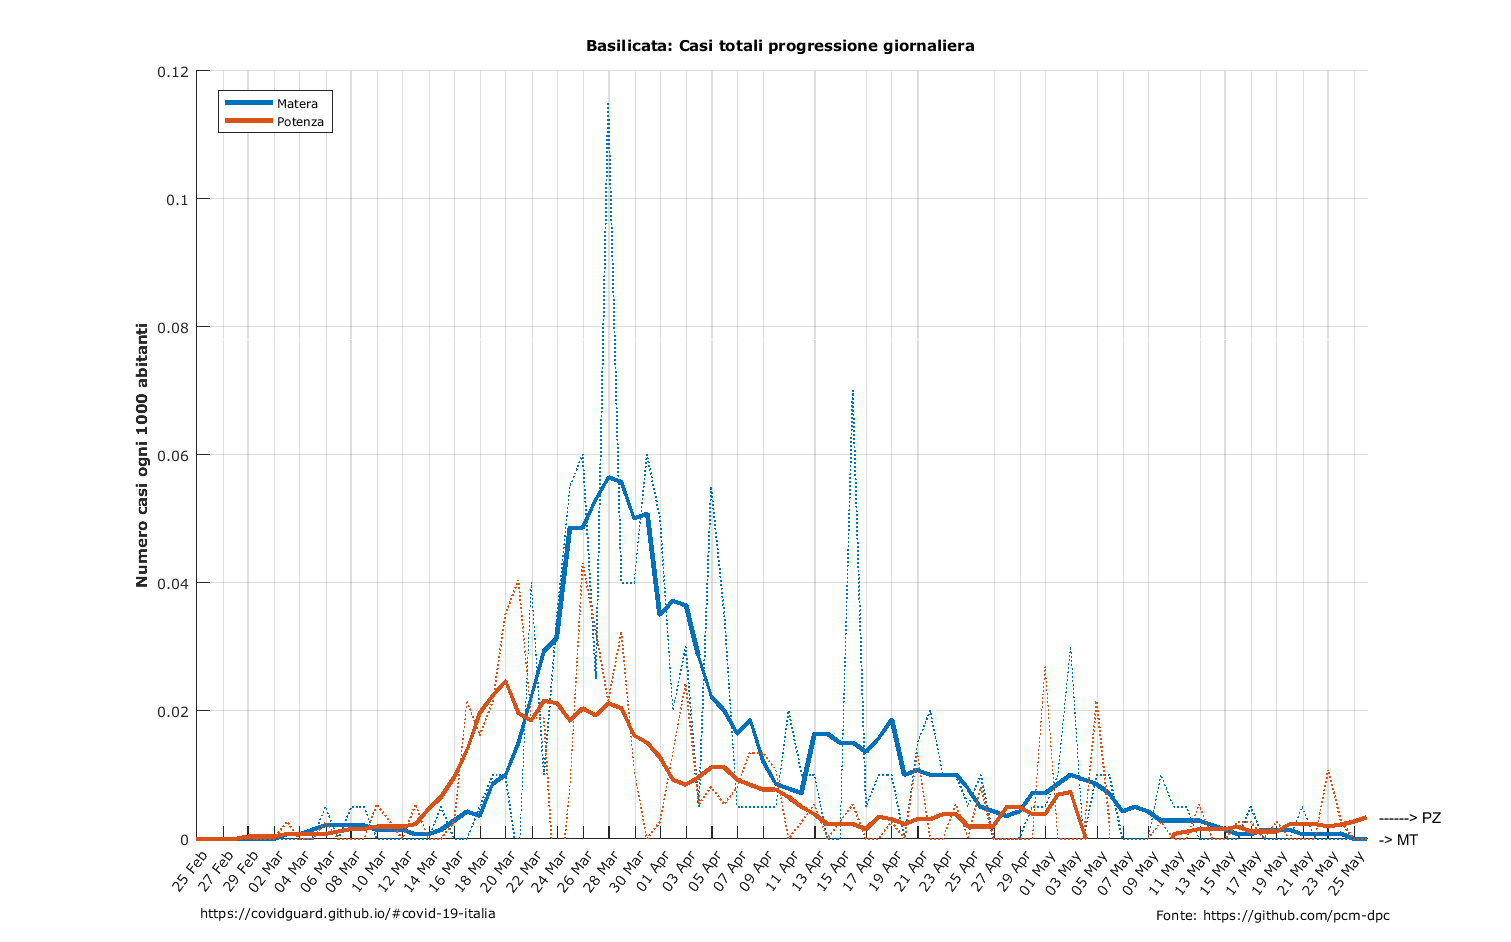 Basilicata: Casi totali progressione giornaliera
0.12
0.1
0.08
0.06
0.04
0.02
0
Numero casi ogni 1000 abitanti
Matera
Potenza
------> PZ
-> MT
25 Feb
27 Feb
29 Feb
02 Mar
04 Mar
06 Mar
08 Mar
10 Mar
12 Mar
14 Mar
16 Mar
18 Mar
20 Mar
22 Mar
24 Mar
26 Mar
28 Mar
30 Mar
01 Apr
03 Apr
05 Apr
07 Apr
09 Apr
11 Apr
13 Apr
15 Apr
17 Apr
19 Apr
21 Apr
23 Apr
25 Apr
27 Apr
29 Apr
01 May
03 May
05 May
07 May
09 May
11 May
13 May
15 May
17 May
19 May
21 May
23 May
25 May
https://covidguard.github.io/#covid-19-italia
Fonte: https://github.com/pcm-dpc